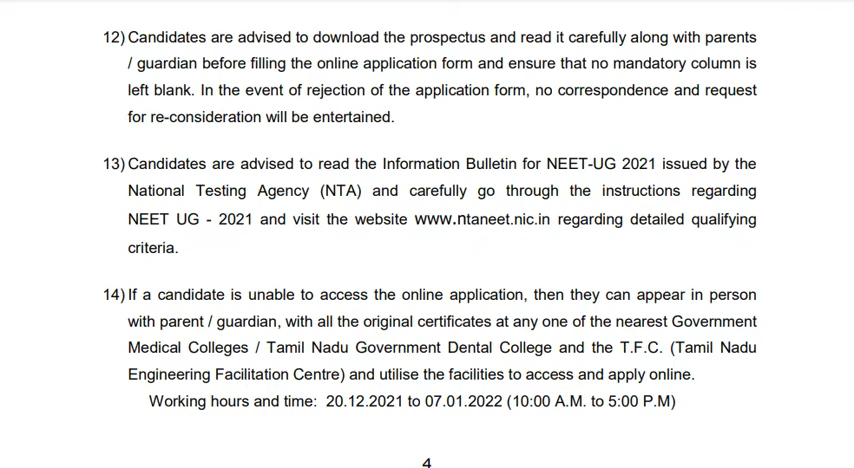 12) Candidates are advised to download the prospectus and read it carefully along with parents
/ guardian before filling the online application form and ensure that no mandatory column is
left blank. In the event of rejection of the application form, no correspondence and request
for re-consideration will be entertained.
13) Candidates are advised to read the Information Bulletin for NEET-UG 2021 issued by the
National Testing Agency (NTA) and carefully go through the instructions regarding
NEET UG - 2021 and visit the website www.ntaneet.nic.in regarding detailed qualifying
criteria.
14) If a candidate is unable to access the online application, then they can appear in person
with parent / guardian, with all the original certificates at any one of the nearest Government
Medical Colleges / Tamil Nadu Government Dental College and the T.F.C. (Tamil Nadu
Engineering Facilitation Centre) and utilise the facilities to access and apply online.
Working hours and time: 20.12.2021 to 07.01.2022 (10:00 A.M. to 5:00 P.M)
4